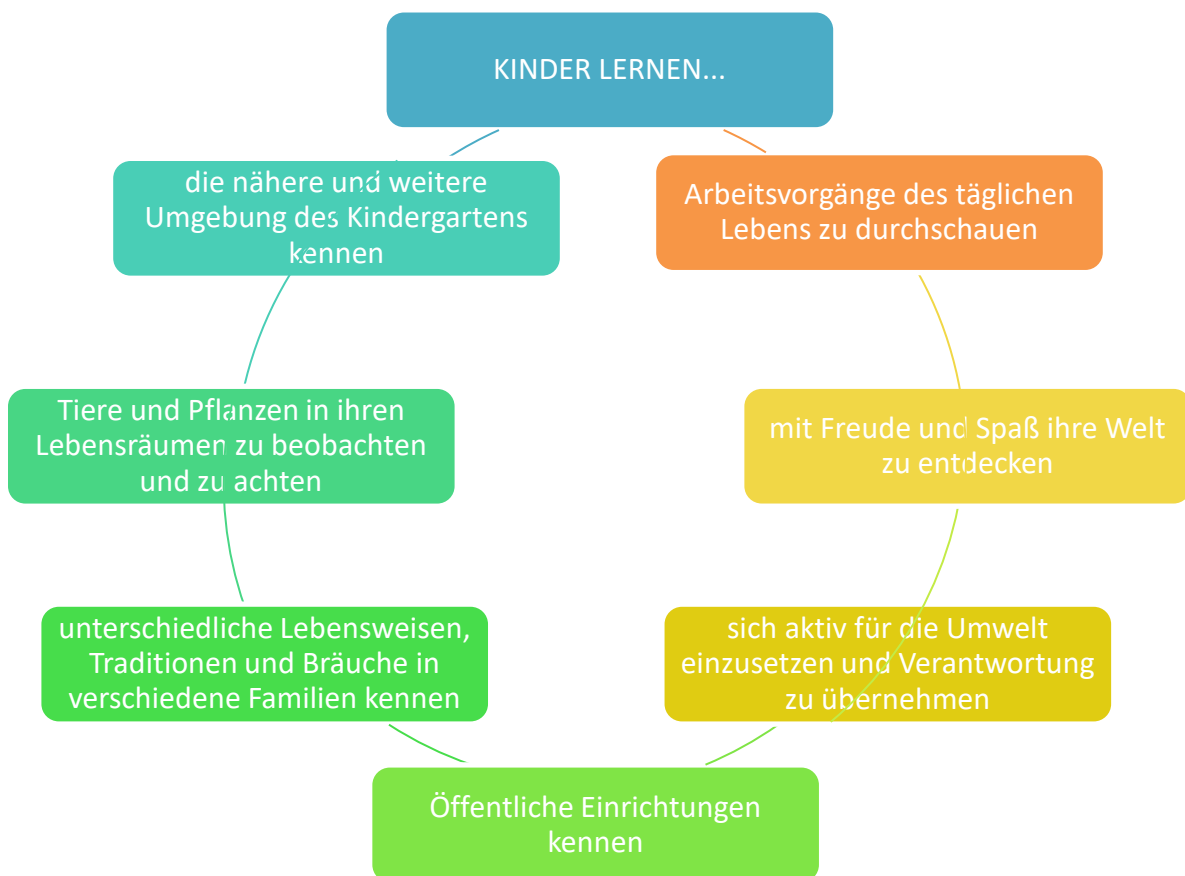 KINDER LERNEN...
Arbeitsvorgänge des täglichen
Lebens zu durchschauen
mit Freude und Spaß ihre Welt
zu entdecken
sich aktiv für die Umwelt
einzusetzen und Verantwortung
zu übernehmen
Öffentliche Einrichtungen
kennen
unterschiedliche Lebensweisen,
Traditionen und Bräuche in
verschiedene Familien kennen
Tiere und Pflanzen in ihren
Lebensräumen zu beobachten
und zu achten
die nähere und weitere
Umgebung des Kindergartens
kennen